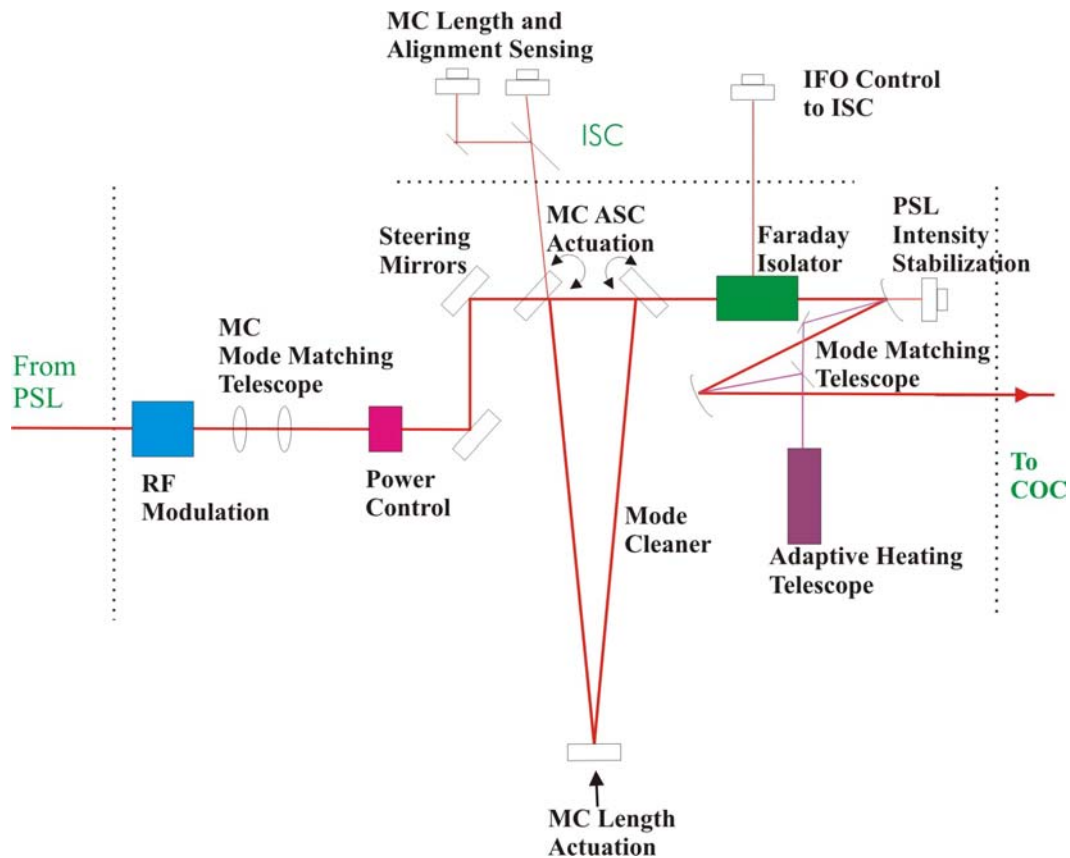 MC Length and
Alignment Sensing
IFO Control
to ISC
ISC
Steering
Mirrors
MC ASC
Actuation
Faraday
Isolator
PSL
Intensity
Stabilization
From
PSL
MC
Mode Matching
Telescope
Mode Matching
Telescope
RF
Modulation
Power
Control
Mode
Cleaner
Adaptive Heating
Telescope
To
COC
MC Length
Actuation